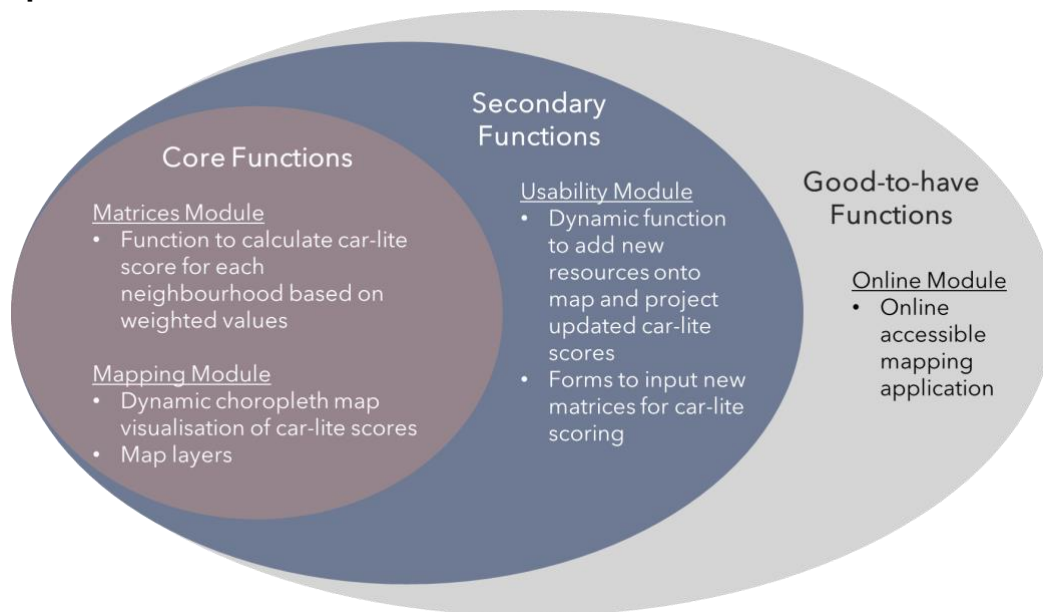 Core Functions
Matrices Module
• Function to calculate car-lite
score for each
neighbourhood based on
weighted values
Mapping Module
• Dynamic choropleth map
visualisation of car-lite scores
• Map layers
Secondary
Functions
Usability Module
• Dynamic function
to add new
resources onto
map and project
updated car-lite
scores
• Forms to input new
matrices for car-lite
scoring
Good-to-have
Functions
Online Module
• Online
accessible
mapping
application